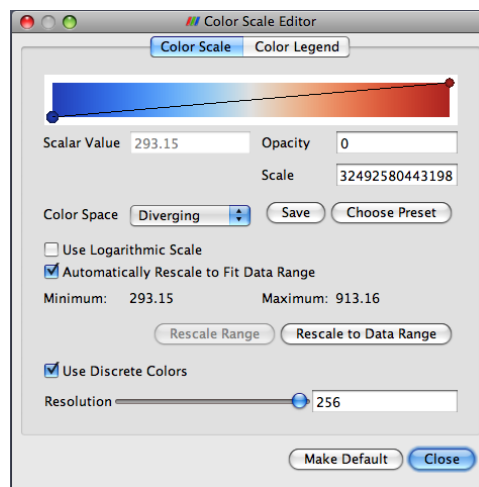 Color Scale Editor
Color Scale Color Legend
Scalar Value 293.15 Opacity 0
Scale 32492580443198
Color Space Diverging Save Choose Preset
Use Logarithmic Scale
Automatically Rescale to Fit Data Range
Minimum: 293.15 Maximum: 913.16
Rescale Range Rescale to Data Range
Use Discrete Colors
Resolution 256
Make Default Close